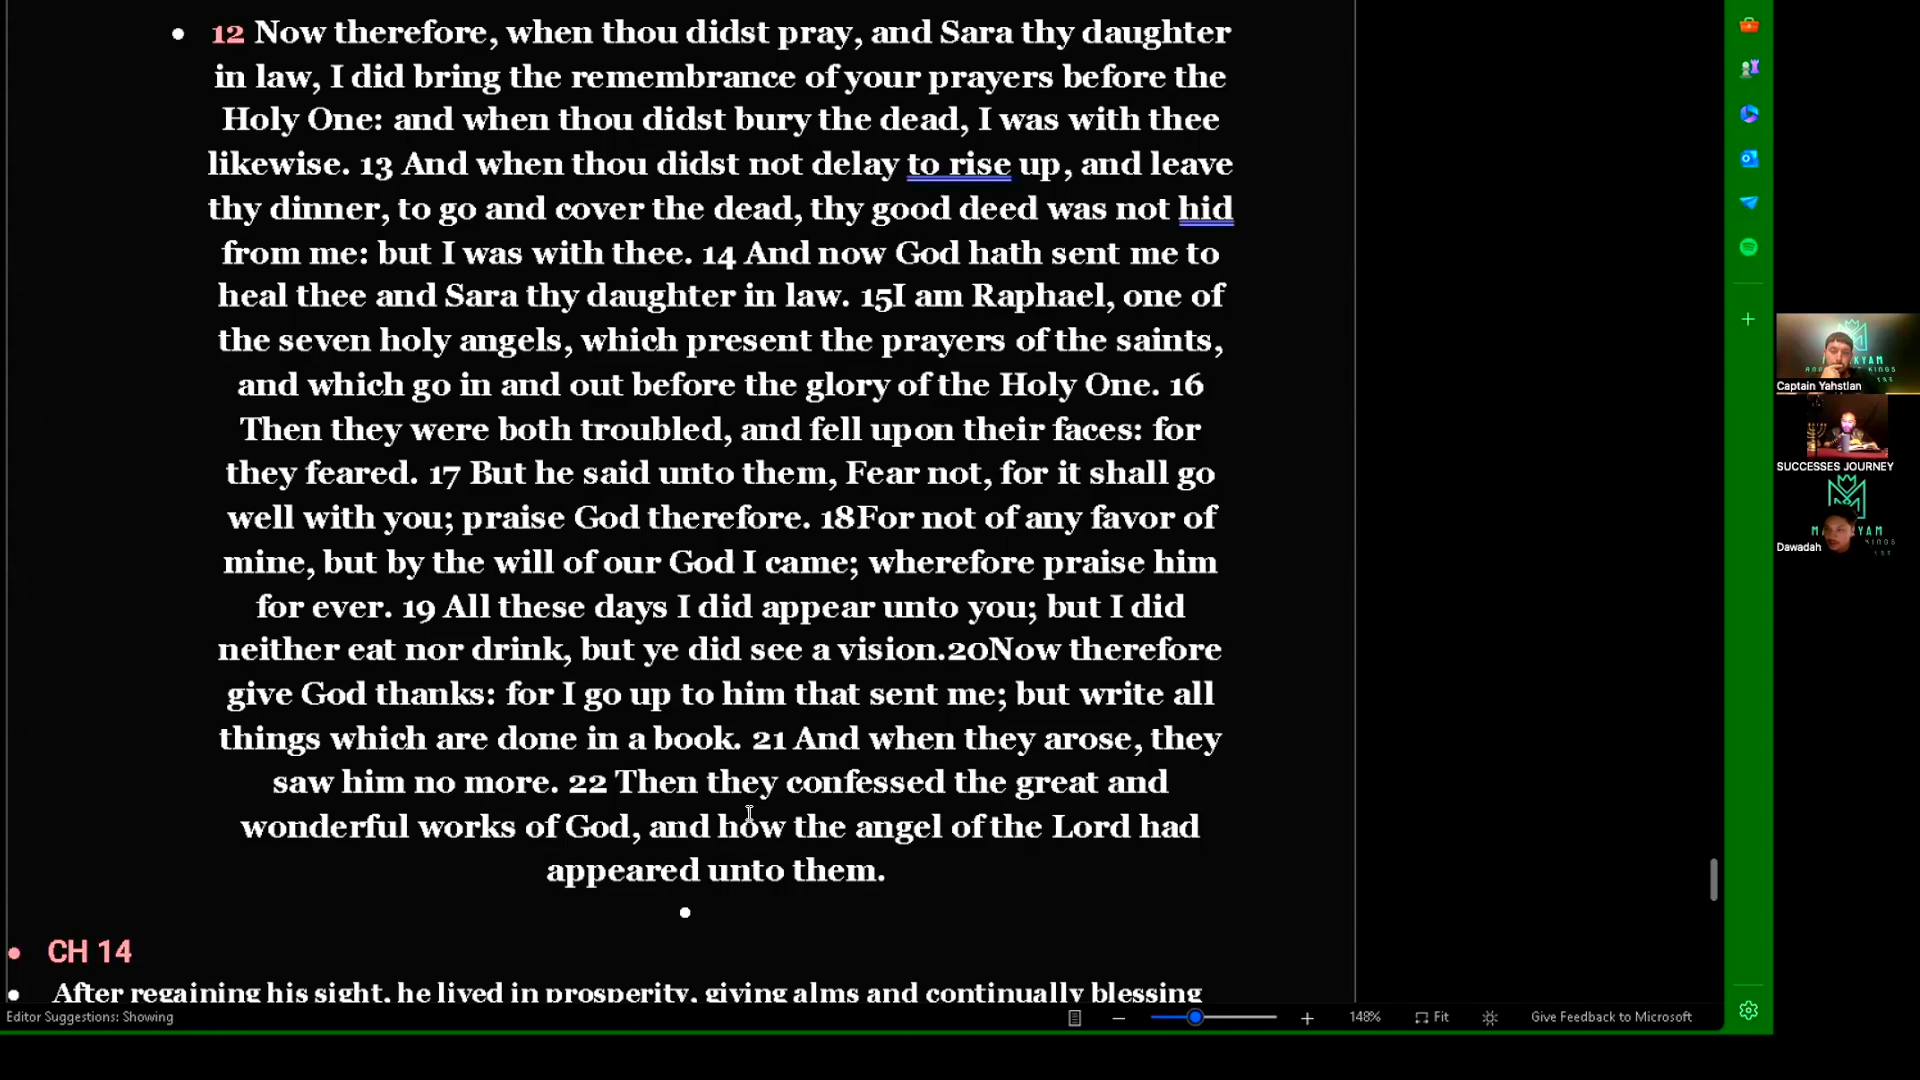 12 Now therefore, when thou didst pray, and Sara thy daughter
in law, I did bring the remembrance of your prayers before the
Holy One: and when thou didst bury the dead, I was with thee
likewise. 13 And when thou didst not delay to rise up, and leave
thy dinner, to go and cover the dead, thy good deed was not hid
from me: but I was with thee. 14 And now God hath sent me to
heal thee and Sara thy daughter in law. 15I am Raphael, one of
the seven holy angels, which present the prayers of the saints,
and which go in and out before the glory of the Holy One. 16
Then they were both troubled, and fell upon their faces: for
they feared. 17 But he said unto them, Fear not, for it shall go
well with you; praise God therefore. 18For not of any favor of
mine, but by the will of our God I came; wherefore praise him
for ever. 19 All these days I did appear unto you; but I did
neither eat nor drink, but ye did see a vision.20Now therefore
give God thanks: for I go up to him that sent me; but write all
things which are done in a book. 21 And when they arose, they
saw him no more. 22 Then they confessed the great and
wonderful works of God, and how the angel of the Lord had
appeared unto them.
CH 14
After regaining his sight, he lived in prosperity, giving alms and continually blessing
Editor Suggestions: Showing
148%
Fit
Give Feedback to Microsoft
Captain Yahstlan
SUCCESSES JOURNEY
Dawadah